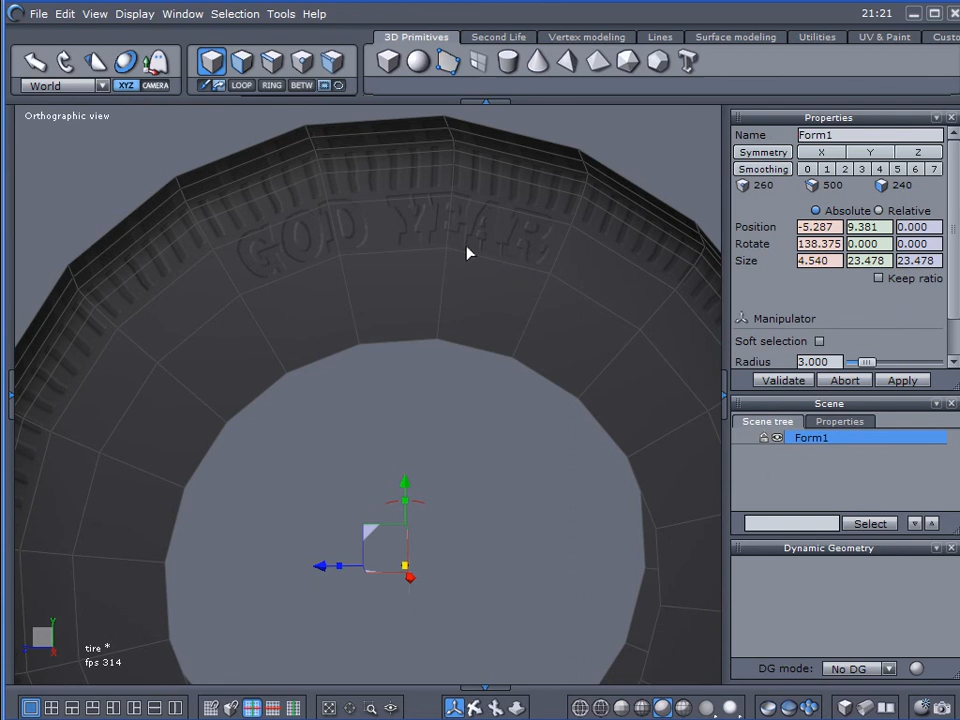 File Edit View Display Window Selection Tools Help 21:21
3D Primitives Second Life Vertex modeling Lines Surface modeling Utilities UV & Paint Custo
World XYZ CAMERA LOOP RING BETW
Orthographic view
GOD YEAR
tire *
fps 314
Properties
Name Form1
Symmetry X Y Z
Smoothing 0 1 2 3 4 5 6 7
260 500 240
Absolute Relative
Position -5.287 9.381 0.000
Rotate 138.375 0.000 0.000
Size 4.540 23.478 23.478
Keep ratio
Manipulator
Soft selection
Radius 3.000
Validate Abort Apply
Scene
Scene tree Properties
Form1
Select
Dynamic Geometry
DG mode: No DG